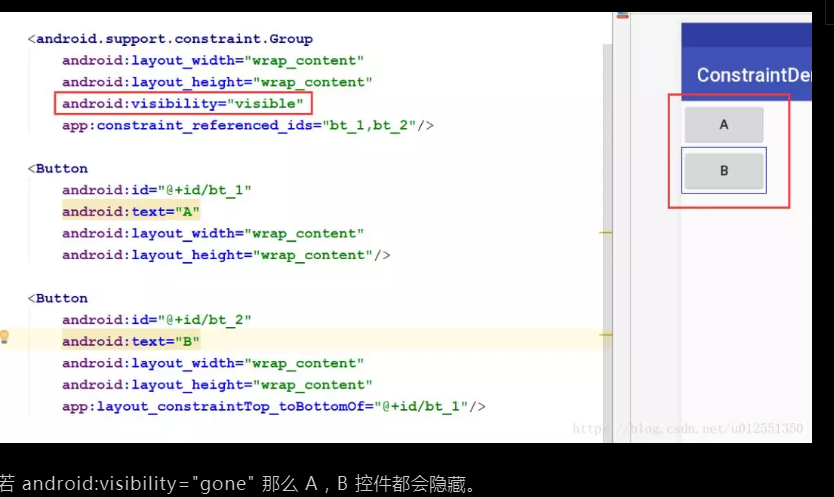 <android.support.constraint.Group
android:layout_width="wrap_content"
android:layout_height="wrap_content"
android:visibility="visible"
app:constraint_referenced_ids="bt_1,bt_2"/>
<Button
android:id="@+id/bt_1"
android:text="A"
android:layout_width="wrap_content"
android:layout_height="wrap_content"/>
<Button
android:id="@+id/bt_2"
android:text="B"
android:layout_width="wrap_content"
android:layout_height="wrap_content"
app:layout_constraintTop_toBottomOf="@+id/bt_1"/>
ConstraintDe
A
B
https://blog.csdn.net/u012551350
若 android:visibility="gone" 那么 A，B 控件都会隐藏。